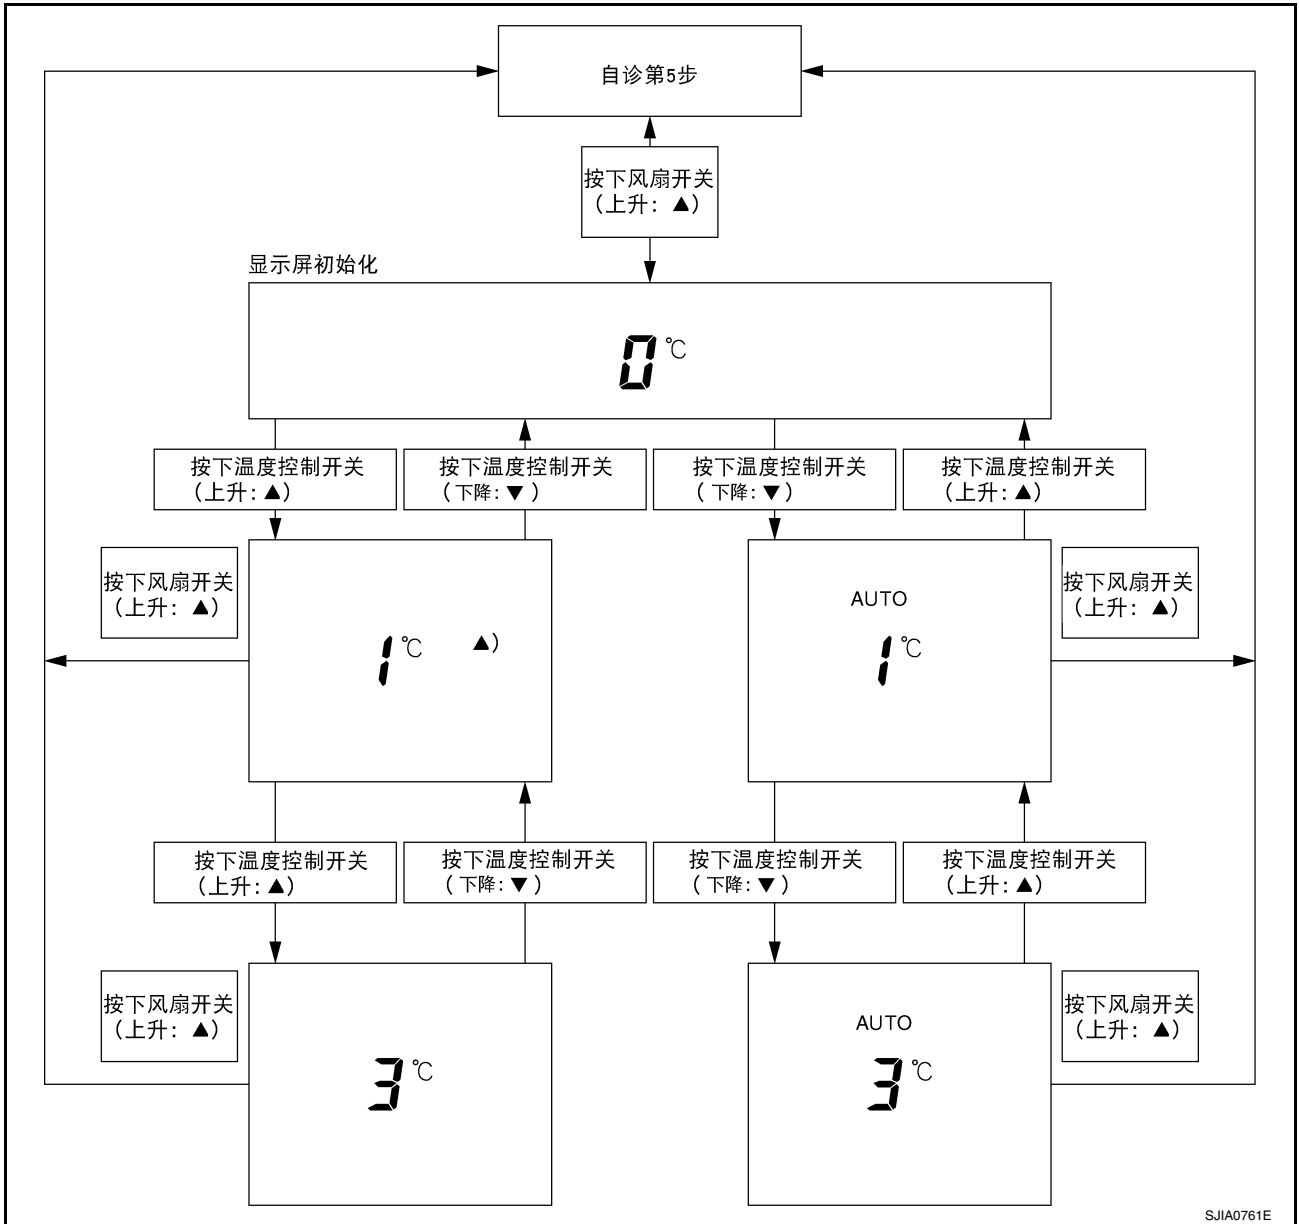 自诊第5步
按下风扇开关
(上升: ▲)
显示屏初始化
0 ℃
按下温度控制开关
(上升: ▲)
按下温度控制开关
(下降: ▼)
按下温度控制开关
(下降: ▼)
按下温度控制开关
(上升: ▲)
按下风扇开关
(上升: ▲)
1 ℃ ▲)
AUTO
1 ℃
按下风扇开关
(上升: ▲)
按下温度控制开关
(上升: ▲)
按下温度控制开关
(下降: ▼)
按下温度控制开关
(下降: ▼)
按下温度控制开关
(上升: ▲)
按下风扇开关
(上升: ▲)
3 ℃
AUTO
3 ℃
按下风扇开关
(上升: ▲)
SJIA0761E